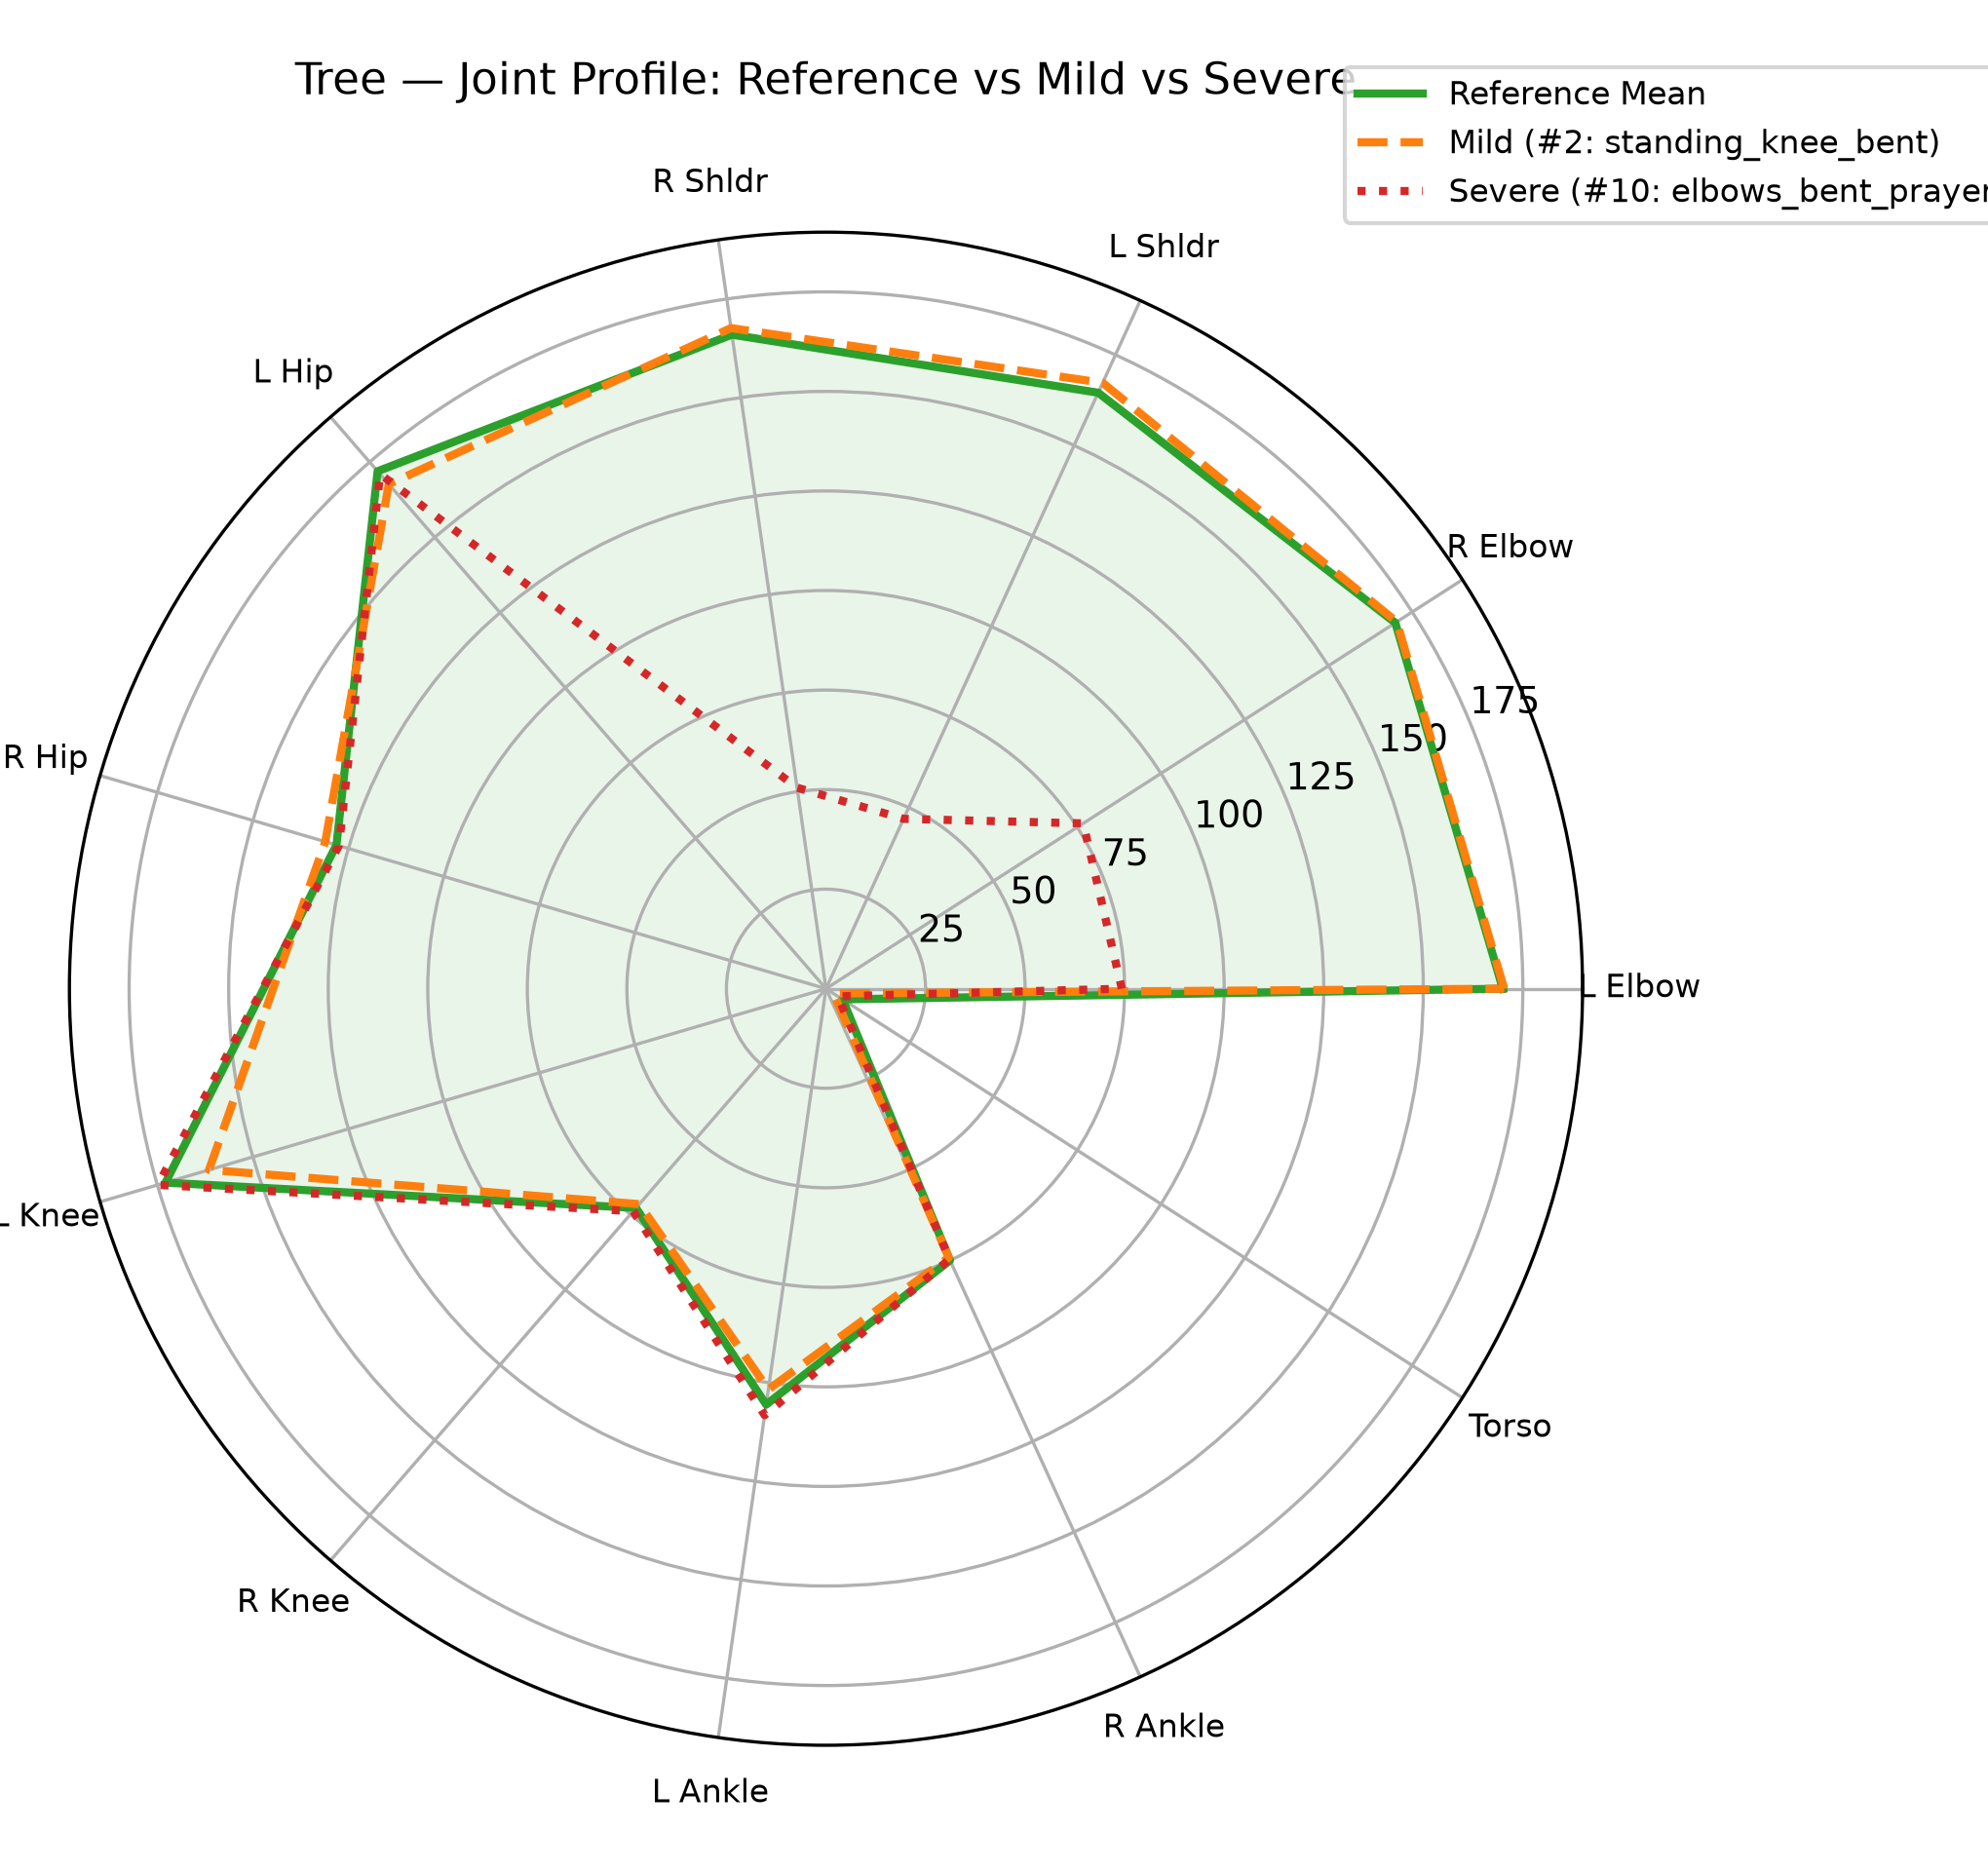 Tree — Joint Profile: Reference vs Mild vs Severe
Reference Mean
Mild (#2: standing_knee_bent)
Severe (#10: elbows_bent_prayer
R Shldr
L Shldr
L Hip
R Elbow
175
150
R Hip
125
100
75
50
25
L Elbow
L Knee
Torso
R Knee
R Ankle
L Ankle